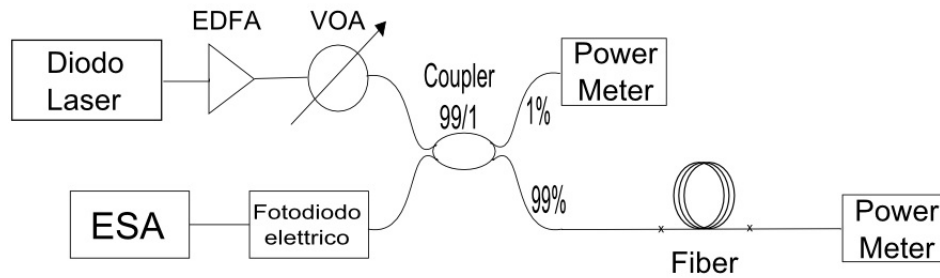 EDFA
VOA
Diodo
Laser
Coupler
99/1
1%
Power
Meter
ESA
Fotodiodo
elettrico
99%
Fiber
Power
Meter